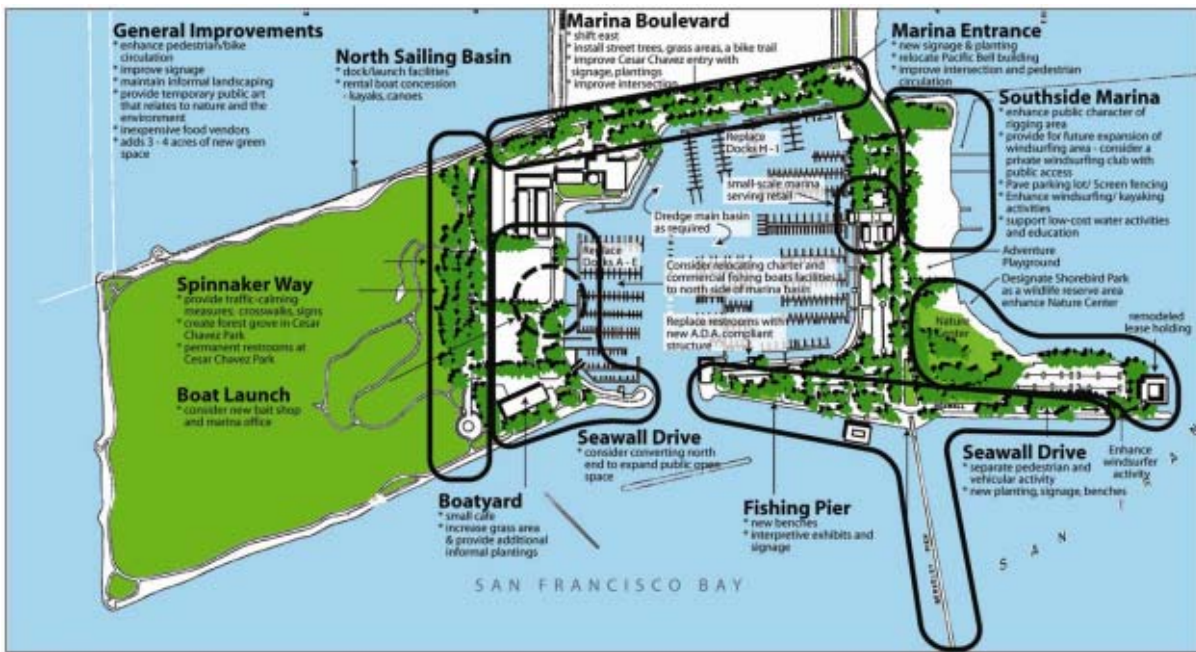 General Improvements
* enhance pedestrian/bike
circulation
* improve signage
* maintain informal landscaping
* provide temporary public art
that relates to nature and the
environment
* inexpensive food vendors
adds 3 - 4 acres of new green
space
North Sailing Basin
* dock/launch facilities
* rental boat concession
- kayaks, canoes
Marina Boulevard
* shift east
* install street trees, grass areas, a bike trail
* improve Cesar Chavez entry with
signage, plantings
* improve intersection
Marina Entrance
* new signage & planting
* relocate Pacific Bell building
* improve intersection and pedestrian
circulation
Southside Marina
* enhance public character of
rigging area
* provide for future expansion of
windsurfing area - consider a
private windsurfing club with
public access
* Pave parking lot/ Screen fencing
* Enhance windsurfing/ kayaking
activities
* support low-cost water activities
and education
Adventure
Playground
Designate Shorebird Park
as a wildlife reserve area
enhance Nature Center
remodeled
lease holding
Replace
Docks H - I
small-scale marina
serving retail
Dredge main basin
as required
Replace
Docks A - E
Consider relocating charter and
commercial fishing boats facilities
to north side of marina basin
Replace restrooms with
new A.D.A. compliant
structure
Nature
Center
Spinnaker Way
* provide traffic-calming
measures; crosswalks, signs
* create forest grove in Cesar
Chavez Park
* permanent restrooms at
Cesar Chavez Park
Boat Launch
* consider new bait shop
and marina office
Seawall Drive
* consider converting north
end to expand public open
space
Boatyard
* small cafe
* increase grass area
& provide additional
informal plantings
Fishing Pier
* new benches
* interpretive exhibits and
signage
Seawall Drive
* separate pedestrian and
vehicular activity
* new planting, signage, benches
Enhance
windsurfer
activity
BERKELEY PIER
SAN FRANCISCO BAY
S A N